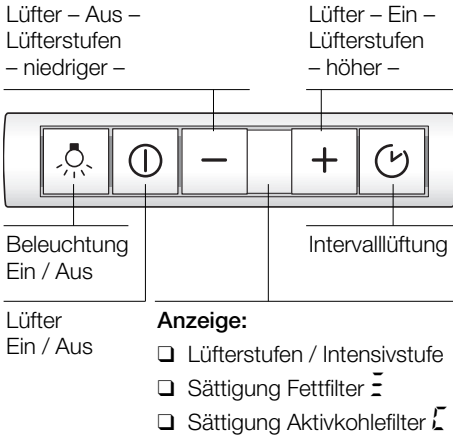 Lüfter – Aus –
Lüfterstufen
– niedriger –
Lüfter – Ein –
Lüfterstufen
– höher –
Beleuchtung
Ein / Aus
Intervalllüftung
Lüfter
Ein / Aus
Anzeige:
❑ Lüfterstufen / Intensivstufe
❑ Sättigung Fettfilter
❑ Sättigung Aktivkohlefilter